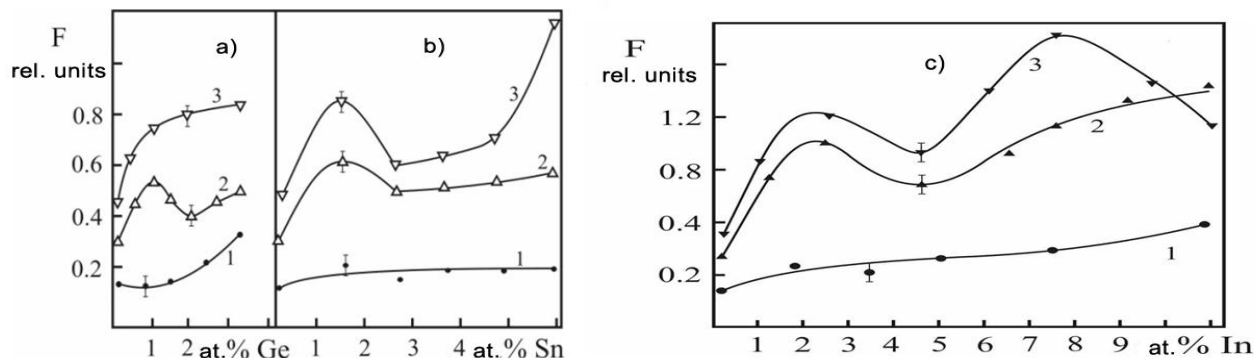 F
rel. units
a)
b)
0.8
0.6
0.4
0.2
3
2
1
3
2
1
1 2 at.% Ge
1 2 3 4 at.% Sn
F
rel. units
c)
1.2
0.8
0.4
0.2
3
2
1
1 2 3 4 5 6 7 8 9 at.% In